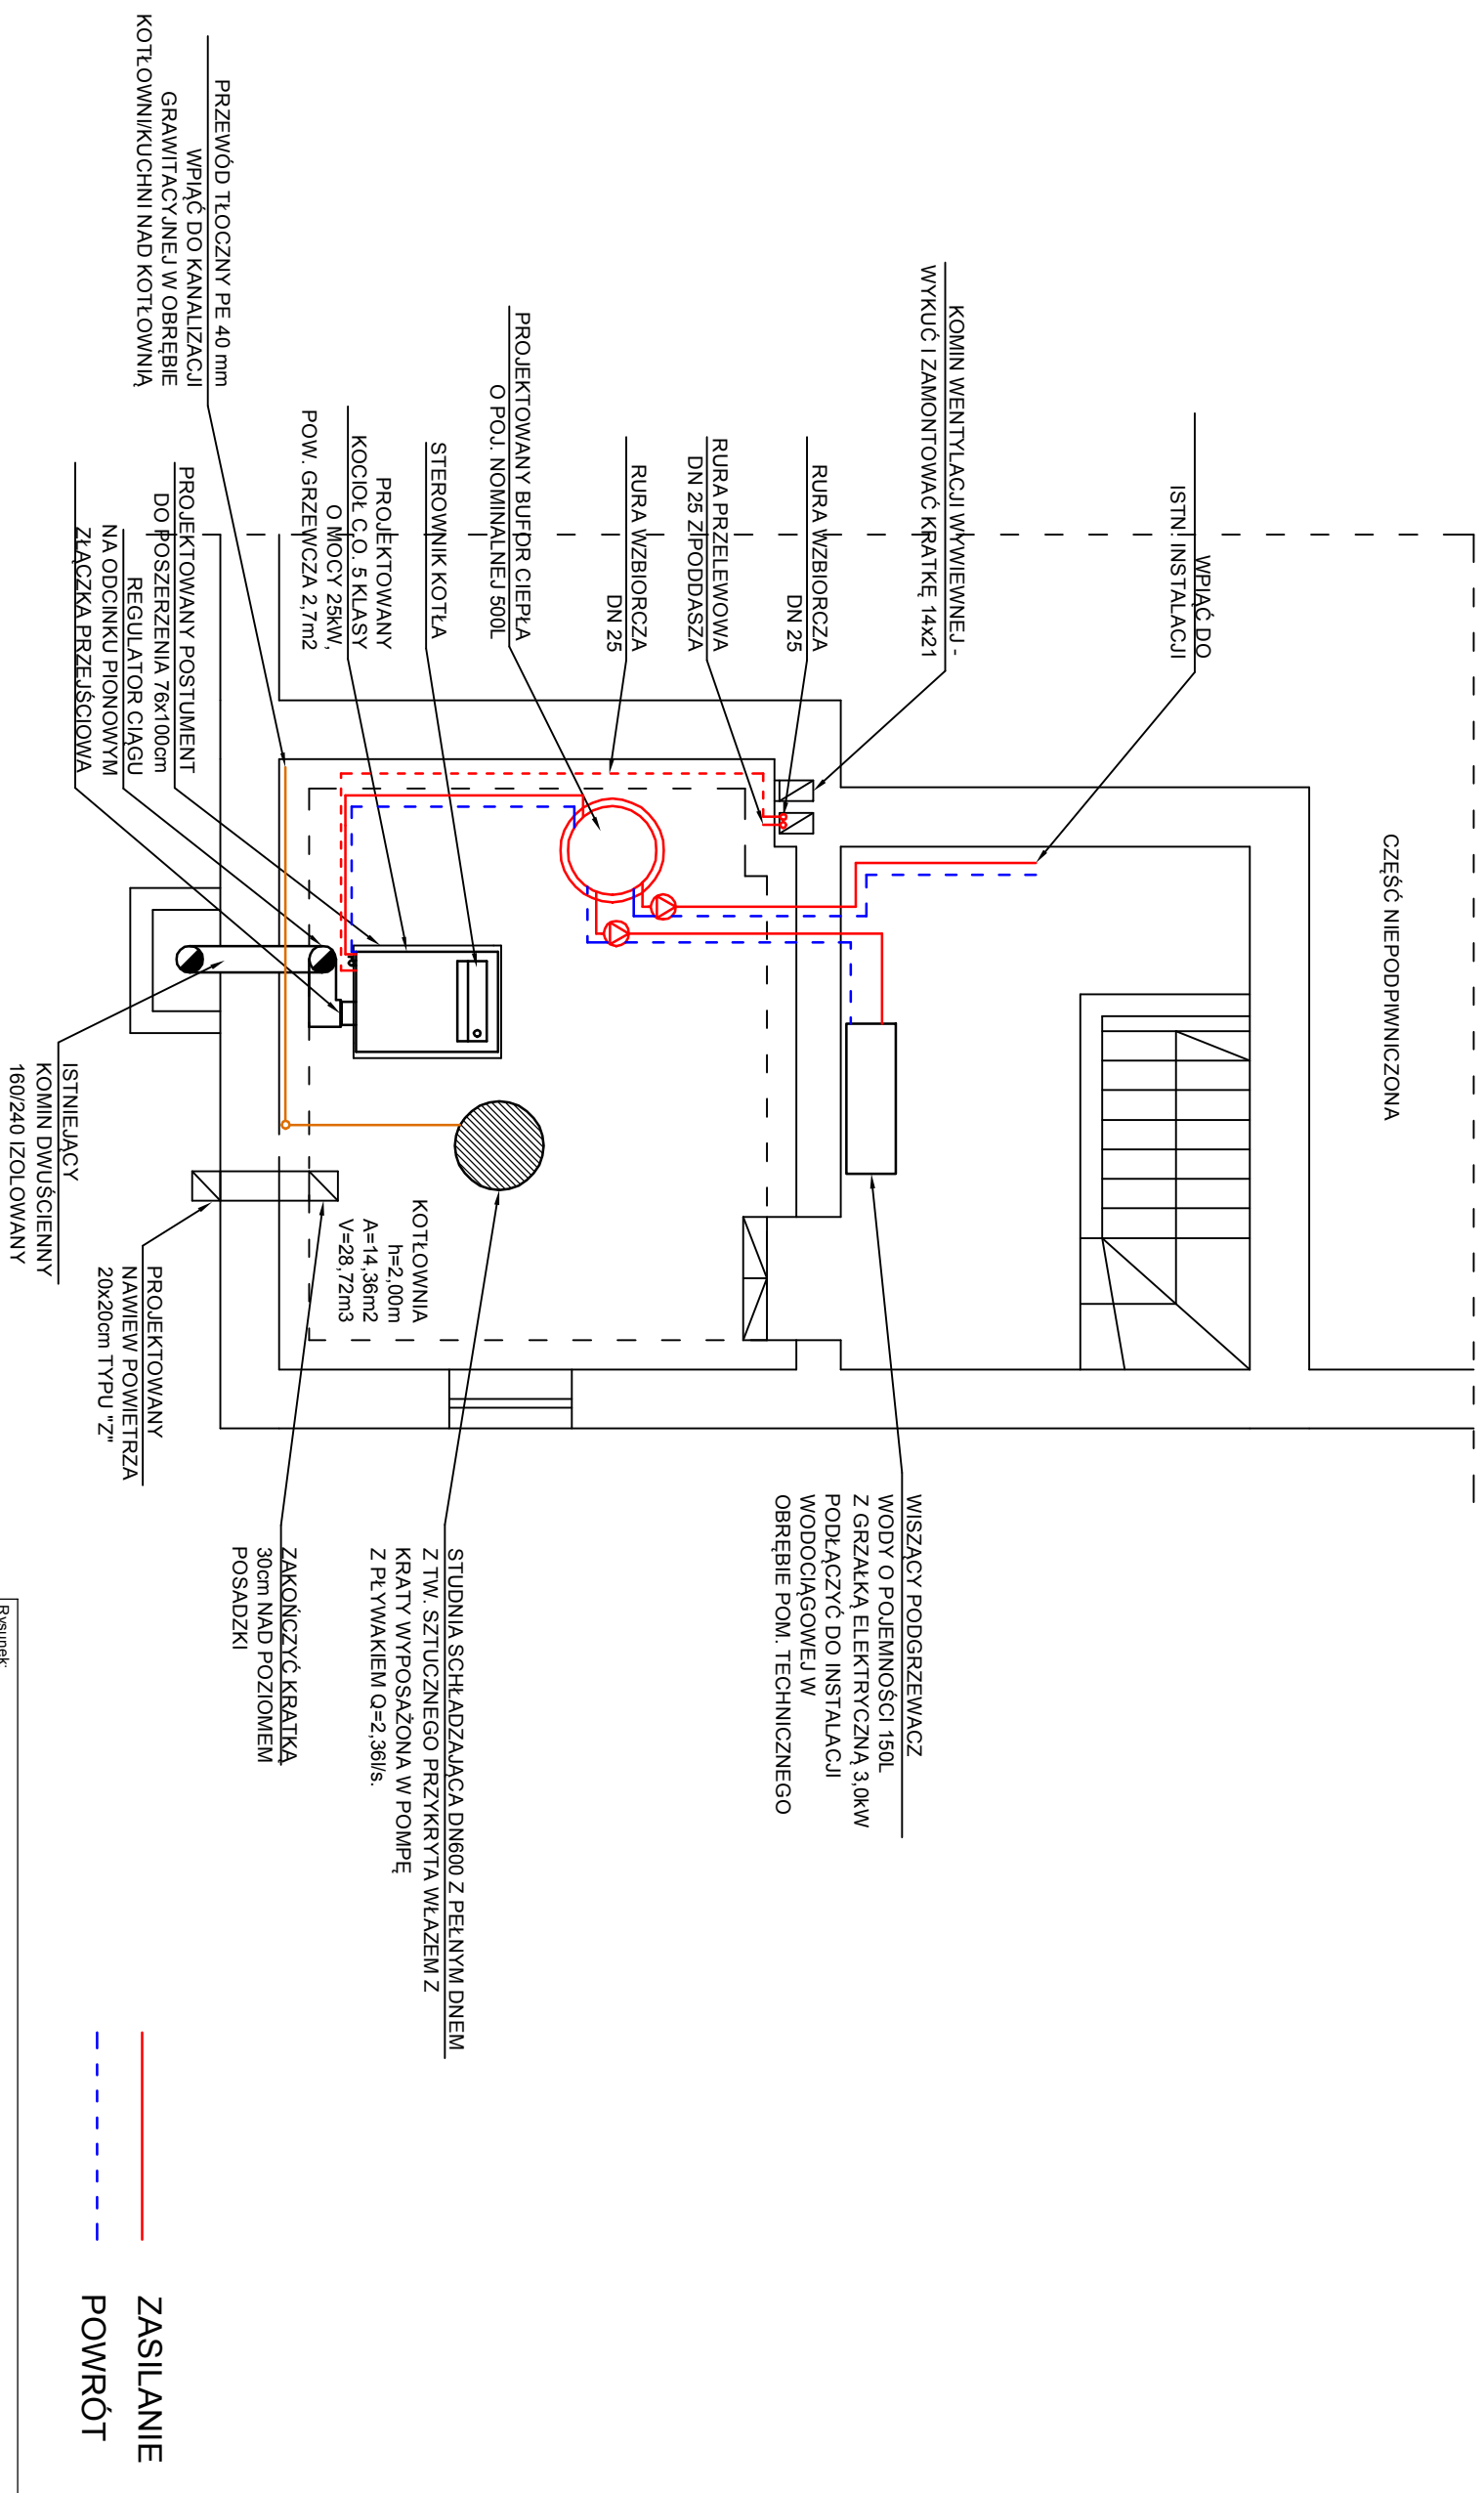 CZĘŚĆ NIEPODPIWNICZONA
WPIĄĆ DO
ISTN. INSTALACJI
KOMIN WENTYLACJI WYWIEWNEJ -
WYKUĆ I ZAMONTOWAĆ KRATKĘ 14x21
RURA WZBIORCZA
DN 25
RURA PRZELEWOWA
DN 25 ZIPODDASZA
RURA WZBIORCZA
DN 25
PROJEKTOWANY BUFOR CIEPŁA
O POJ. NOMINALNEJ 500L
STEROWNIK KOTŁA
PROJEKTOWANY
KOCIOŁ C.O. 5 KLASY
O MOCY 25kW,
POW. GRZEWCZA 2,7m2
PRZEWÓD TŁOCZNY PE 40 mm
WPIĄĆ DO KANALIZACJI
GRAWITACYJNEJ W OBRĘBIE
KOTŁOWNI/KUCHNI NAD KOTŁOWNIĄ
PROJEKTOWANY POSTUMENT
DO POSZERZENIA 76x100cm
REGULATOR CIĄGU
NA ODCINKU PIONOWYM
ZŁĄCZKA PRZEJŚCIOWA
ISTNIEJĄCY
KOMIN DWUŚCIENNY
160/240 IZOLOWANY
KOTŁOWNIA
h=2,00m
A=14,36m2
V=28,72m3
PROJEKTOWANY
NAWIEW POWIETRZA
20x20cm TYPU "Z"
WISZĄCY PODGRZEWACZ
WODY O POJEMNOŚCI 150L
Z GRZAŁKĄ ELEKTRYCZNĄ 3,0kW
PODŁĄCZYĆ DO INSTALACJI
WODOCIĄGOWEJ W
OBRĘBIE POM. TECHNICZNEGO
STUDNIA SCHŁADZAJĄCA DN600 Z PEŁNYM DNEM
Z TW. SZTUCZNEGO PRZYKRYTA WŁAZEM Z
KRATY WYPOSAŻONA W POMPĘ
Z PŁYWAKIEM Q=2,36l/s.
ZAKOŃCZYĆ KRATKĄ
30cm NAD POZIOMEM
POSADZKI
ZASILANIE
POWRÓT
Rysunek: